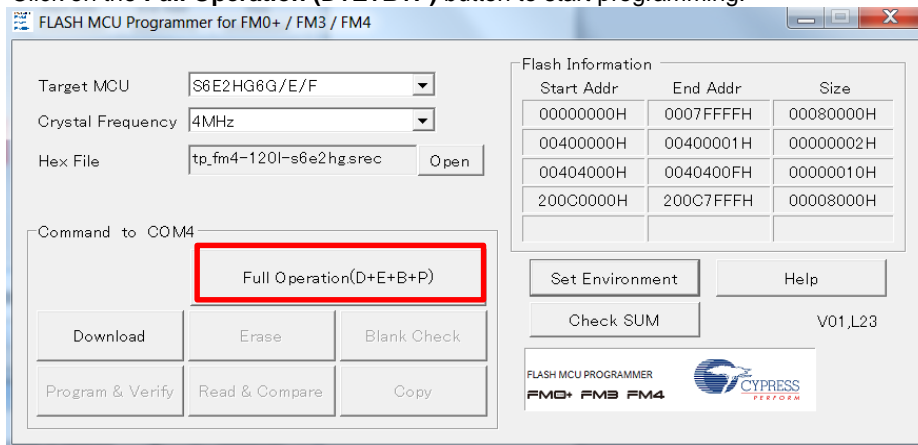 Click on the Full Operation (D+E+B+P) button to start programming.
FLASH MCU Programmer for FM0+ / FM3 / FM4
Target MCU
S6E2HG6G/E/F
Crystal Frequency
4MHz
Hex File
tp_fm4-120l-s6e2hg.srec
Open
Flash Information
Start Addr End Addr Size
00000000H 0007FFFFH 00080000H
00400000H 00400001H 00000002H
00404000H 0040400FH 00000010H
200C0000H 200C7FFFH 00008000H
Command to COM4
Full Operation(D+E+B+P)
Download Erase Blank Check
Program & Verify Read & Compare Copy
Set Environment Help
Check SUM V01,L23
FLASH MCU PROGRAMMER
FM0+ FM3 FM4
CYPRESS
PERFORM